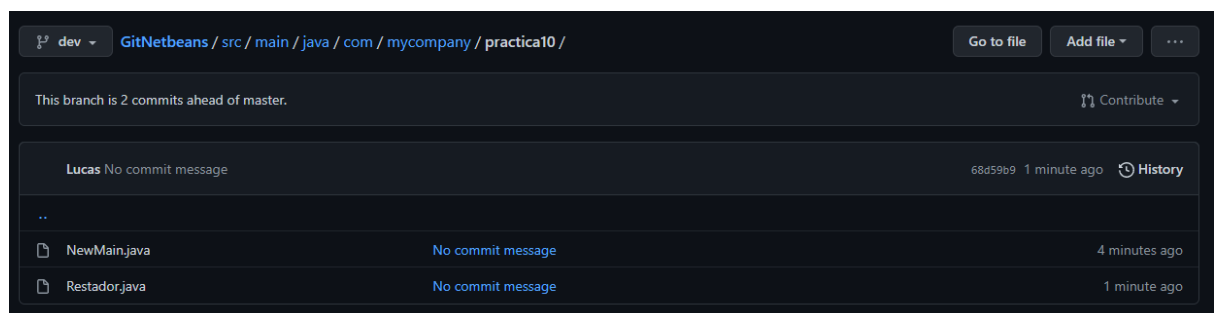 dev GitNetbeans / src / main / java / com / mycompany / practica10 / Go to file Add file ...
This branch is 2 commits ahead of master. Contribute
Lucas No commit message 68d59b9 1 minute ago History
..
NewMain.java No commit message 4 minutes ago
Restador.java No commit message 1 minute ago